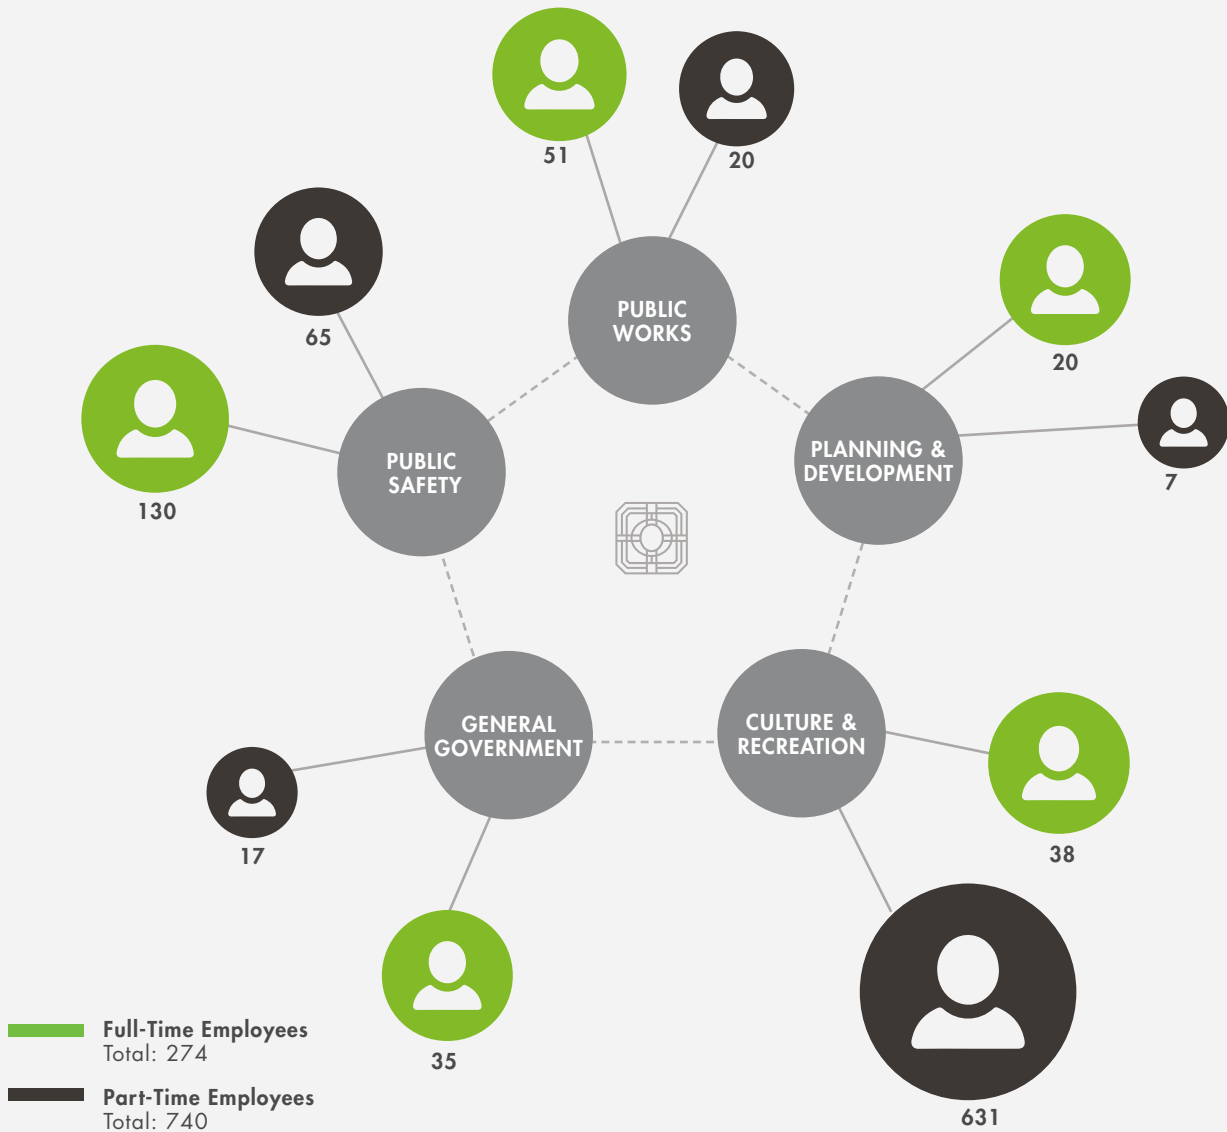 51
20
65
PUBLIC
WORKS
20
130
PUBLIC
SAFETY
PLANNING &
DEVELOPMENT
7
GENERAL
GOVERNMENT
CULTURE &
RECREATION
17
38
35
631
Full-Time Employees
Total: 274
Part-Time Employees
Total: 740